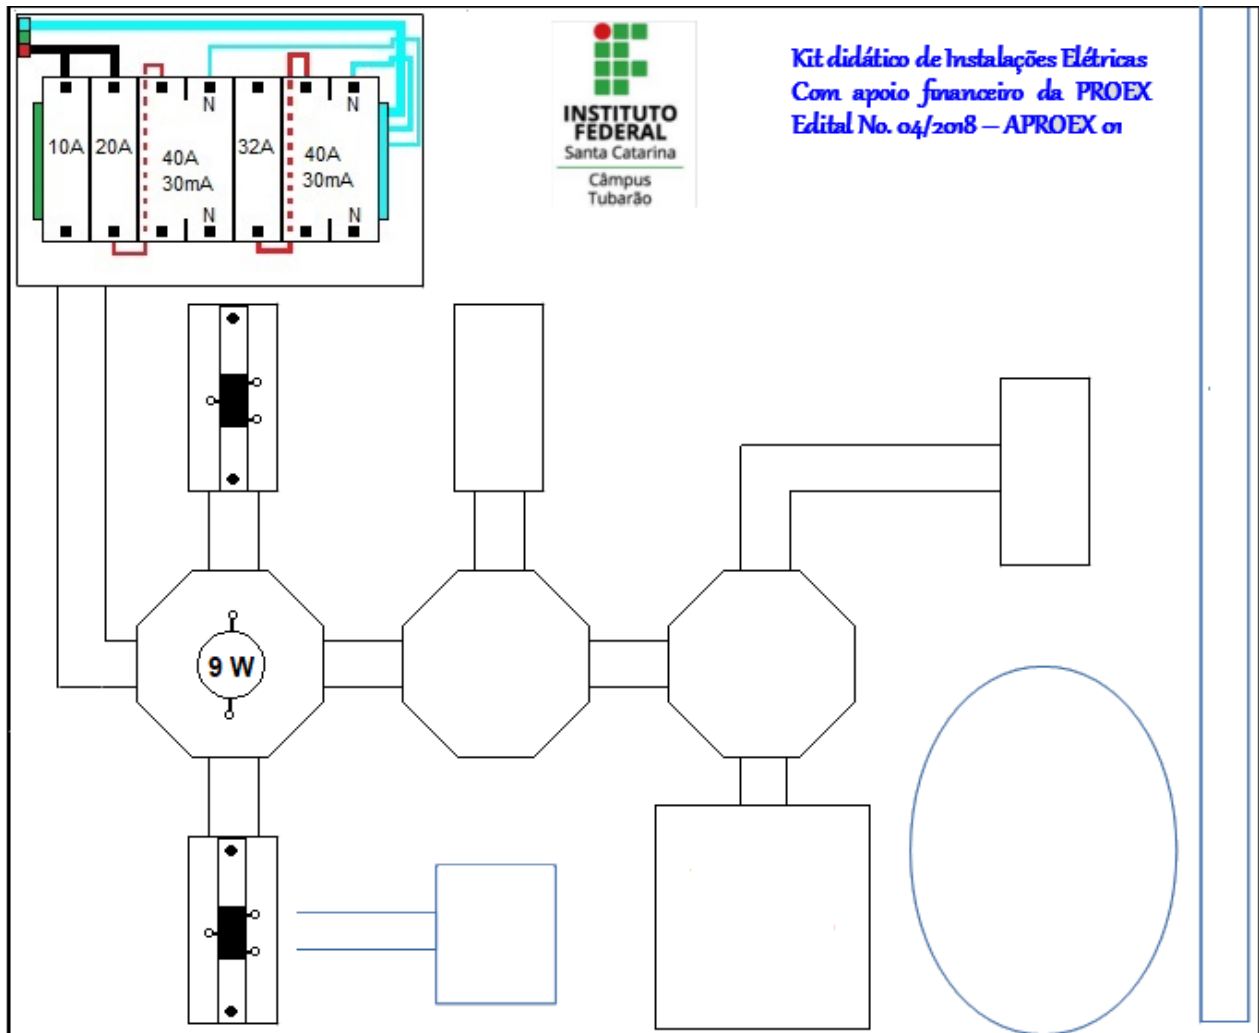 Kit didático de Instalações Elétricas
Com apoio financeiro da PROEX
Edital No. 04/2018 – APROEX 01
INSTITUTO
FEDERAL
Santa Catarina
Câmpus
Tubarão
N
N
10A
20A
40A
30mA
32A
40A
30mA
N
N
9 W